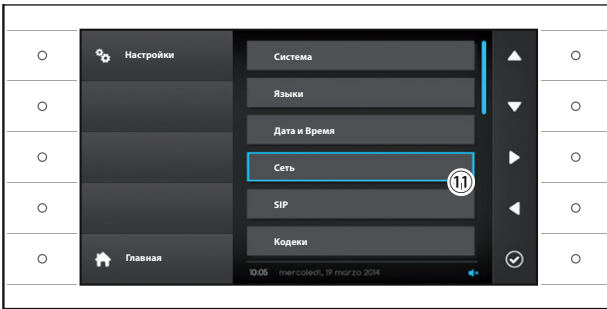 Настройки
Система
Языки
Дата и Время
Сеть
11
SIP
Главная
Кодеки
10:05 mercoledì, 19 marzo 2014